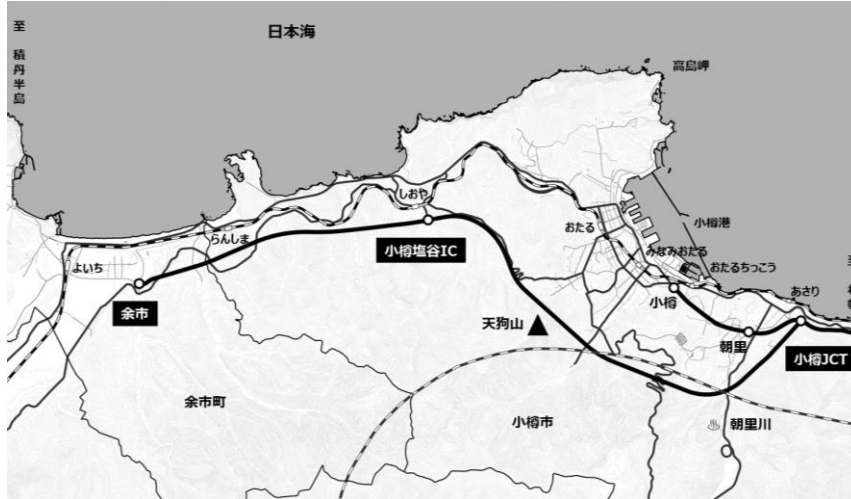 至 積丹半島
日本海
高島岬
しおや
小樽港
らんしま
小樽塩谷IC
おたる
みなみおたる
おたるちっこう
よいち
余市
小樽
あさり
至
天狗山
朝里
小樽JCT
余市町
小樽市
朝里川